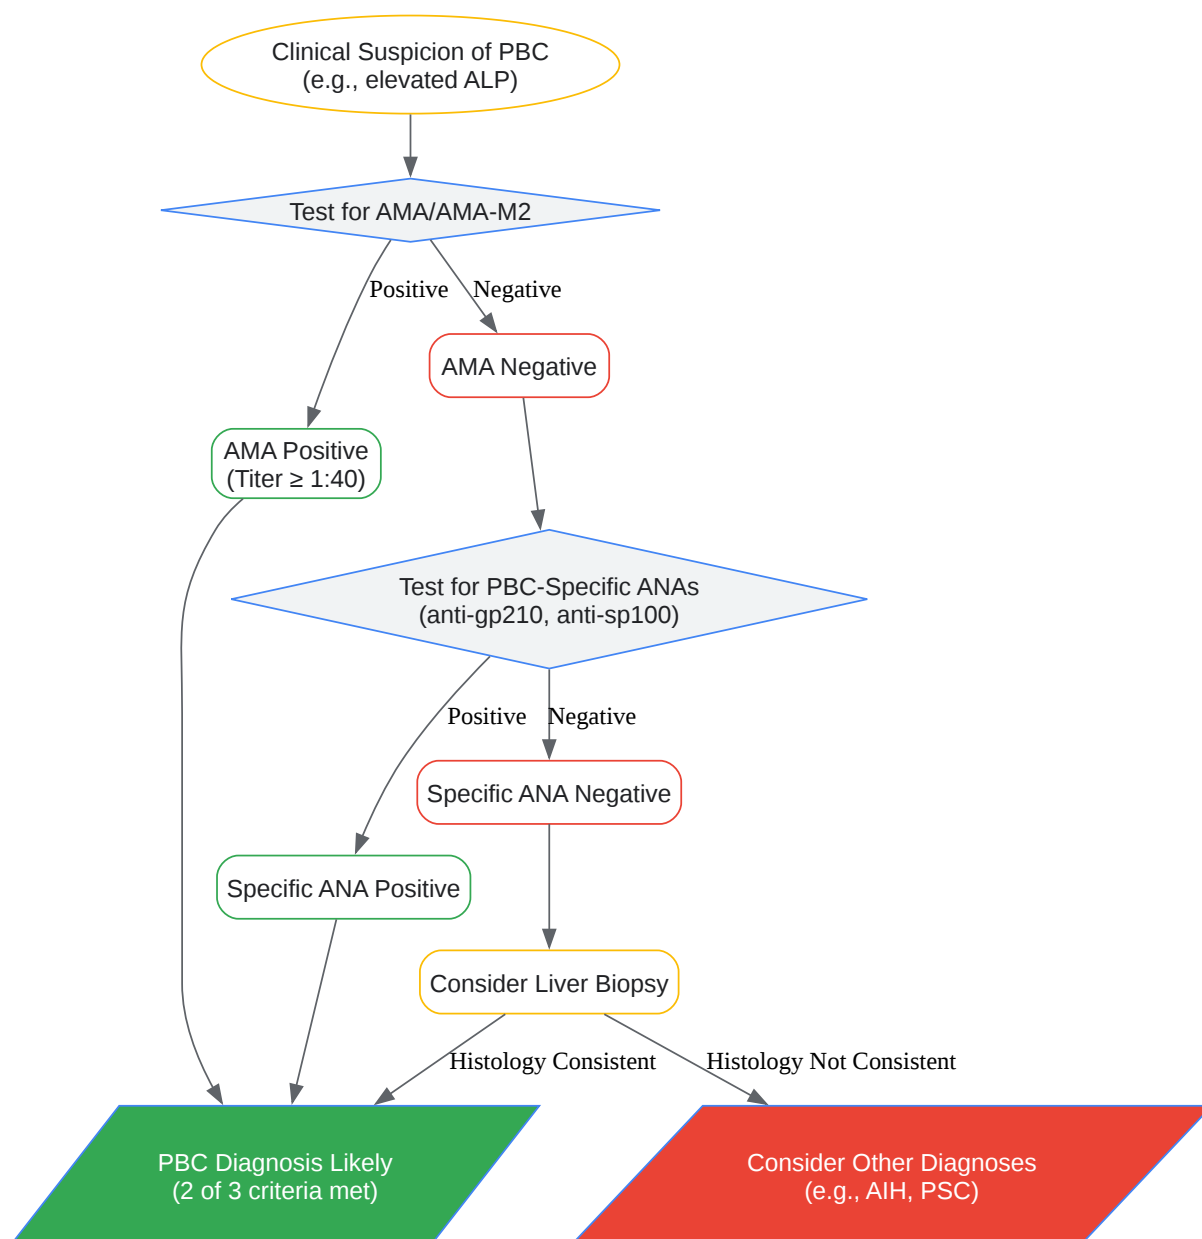 Clinical Suspicion of PBC
(e.g., elevated ALP)
Test for AMA/AMA-M2
Positive
Negative
AMA Negative
AMA Positive
(Titer ≥ 1:40)
Test for PBC-Specific ANAs
(anti-gp210, anti-sp100)
Positive
Negative
Specific ANA Negative
Specific ANA Positive
Consider Liver Biopsy
Histology Consistent
Histology Not Consistent
PBC Diagnosis Likely
(2 of 3 criteria met)
Consider Other Diagnoses
(e.g., AIH, PSC)